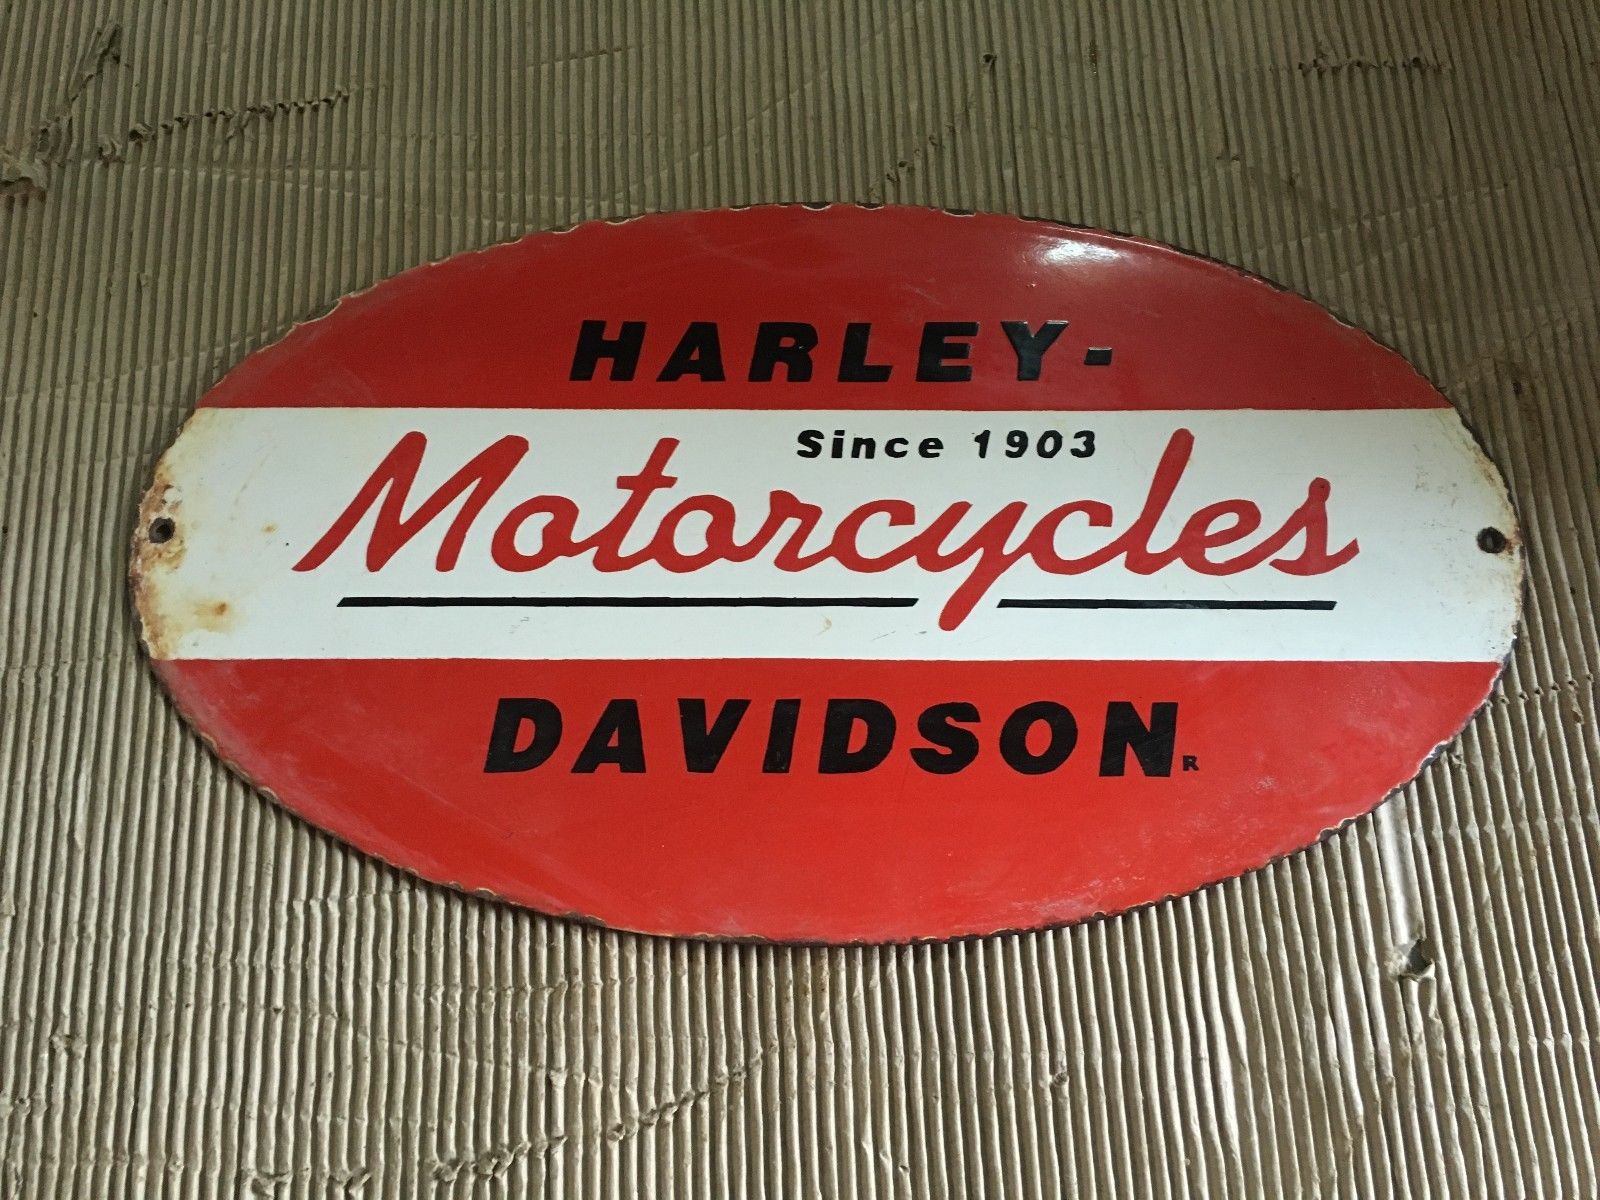 HARLEY-
Since 1903
Motorcycles
DAVIDSON R